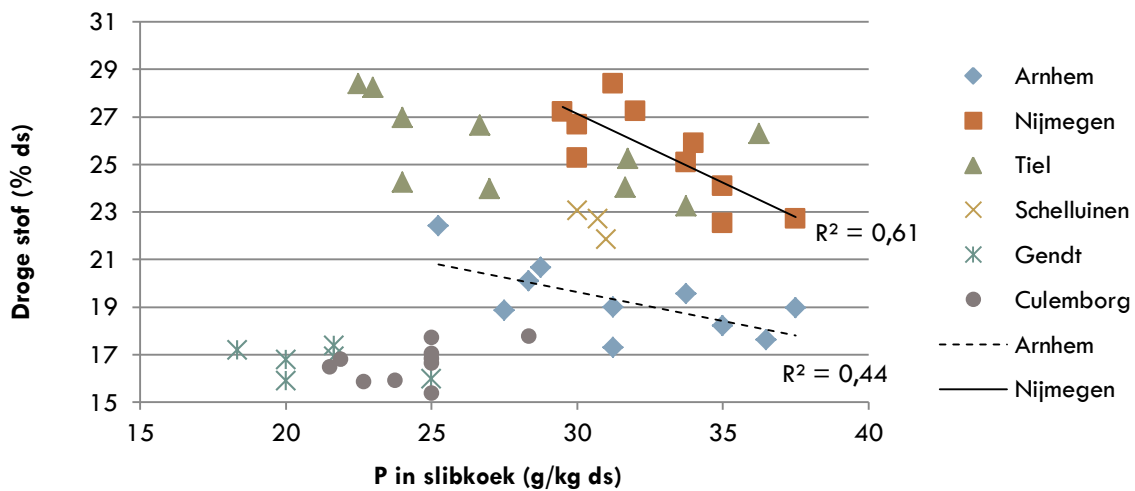 31
29
27
25
23
21
19
17
15
Droge stof (% ds)
15 20 25 30 35 40
P in slibkoek (g/kg ds)
R² = 0,61
R² = 0,44
Arnhem
Nijmegen
Tiel
Schelluinen
Gendt
Culemborg
Arnhem
Nijmegen